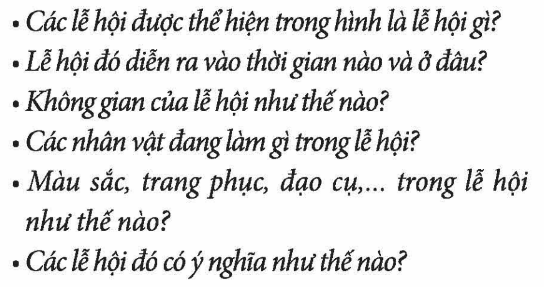 • Các lễ hội được thể hiện trong hình là lễ hội gì?
• Lễ hội đó diễn ra vào thời gian nào và ở đâu?
• Không gian của lễ hội như thế nào?
• Các nhân vật đang làm gì trong lễ hội?
• Màu sắc, trang phục, đạo cụ,... trong lễ hội
như thế nào?
• Các lễ hội đó có ý nghĩa như thế nào?